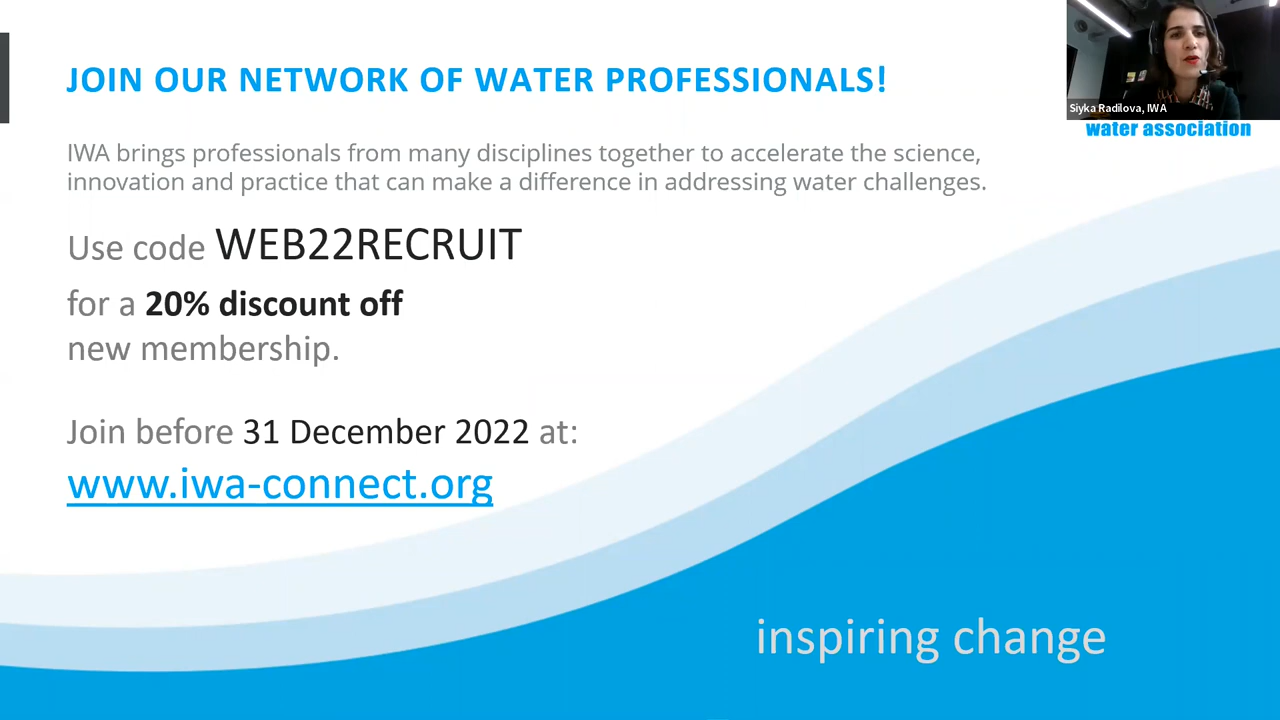 JOIN OUR NETWORK OF WATER PROFESSIONALS!
Siyka Radilova, IWA
water association
IWA brings professionals from many disciplines together to accelerate the science,
innovation and practice that can make a difference in addressing water challenges.
Use code WEB22RECRUIT
for a 20% discount off
new membership.
Join before 31 December 2022 at:
www.iwa-connect.org
inspiring change